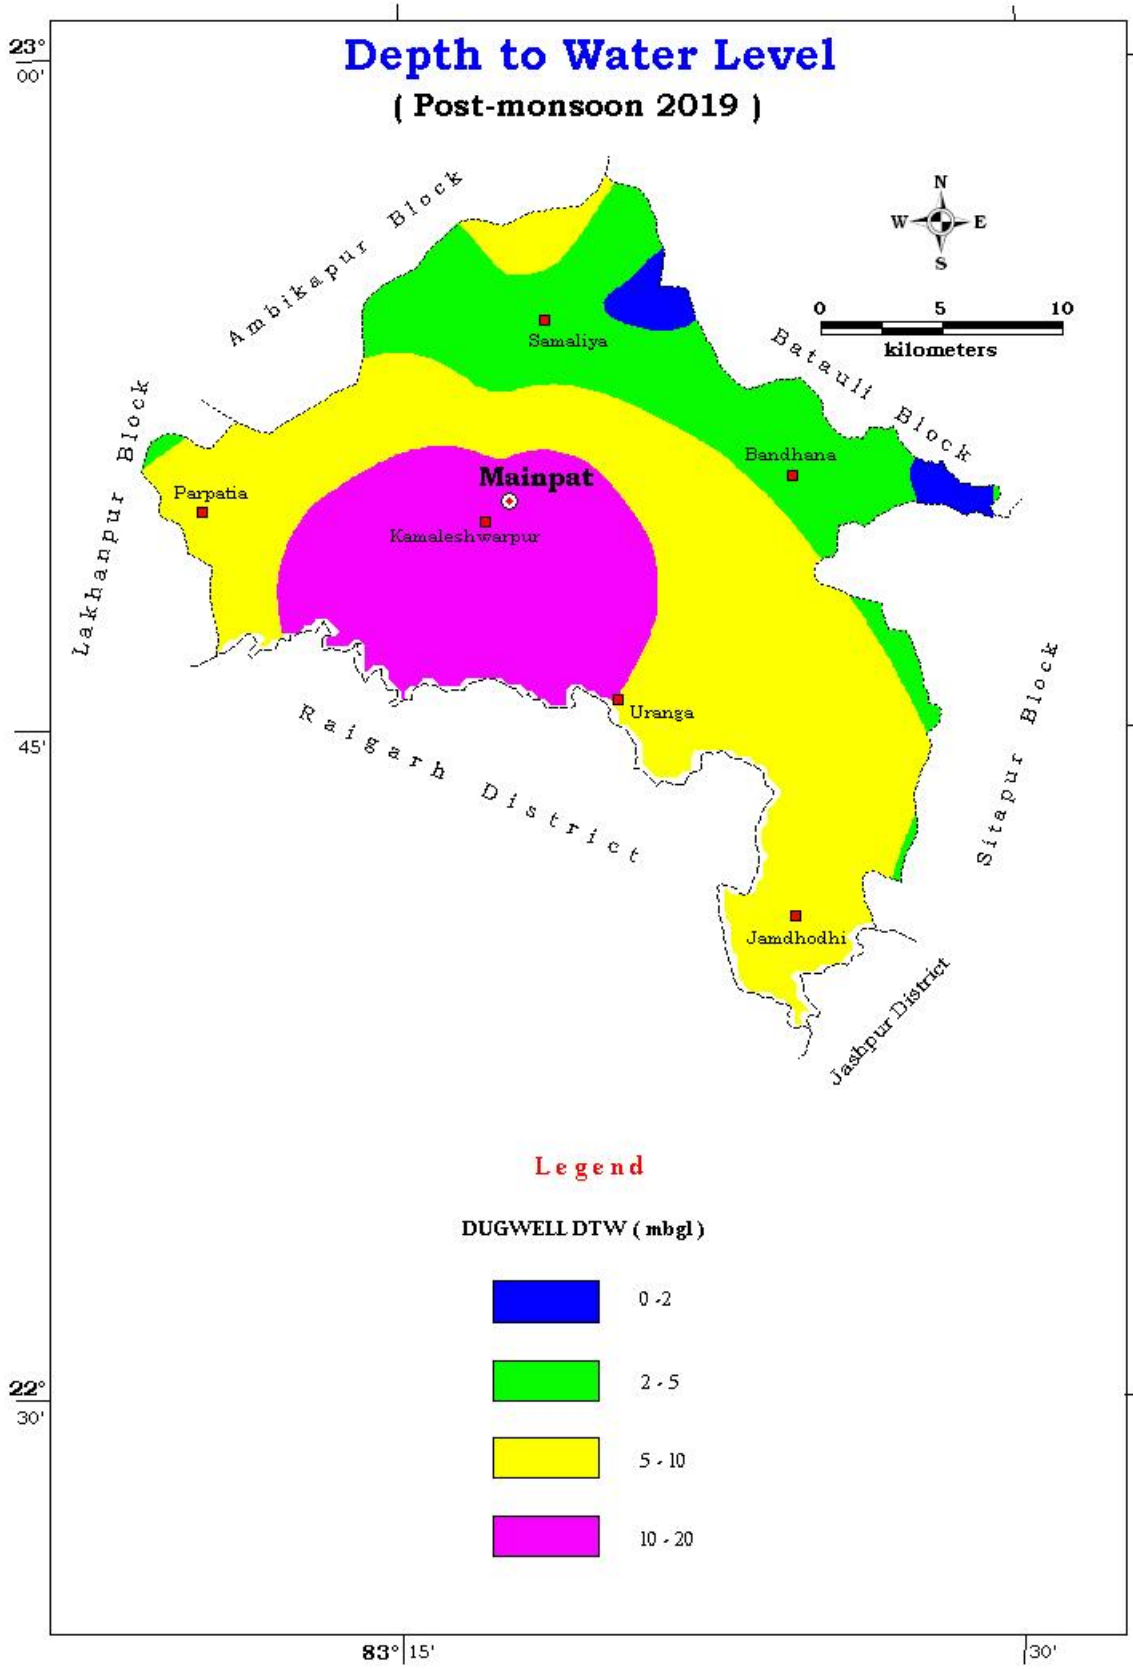 23°
00'
Depth to Water Level
( Post-monsoon 2019 )
N
W E
S
Ambikapur Block
0 5 10
kilometers
Samaliya
Batauli Block
Lakhanpur Block
Bandhana
Mainpat
Parpatia
Kamaleshwarpur
Uranga
45'
Raigarh District
Sitapur Block
Jamdhodhi
Jashpur District
Legend
DUGWELL DTW ( mbgl )
0 -2
2 - 5
22°
30'
5 - 10
10 - 20
83° 15'
30'